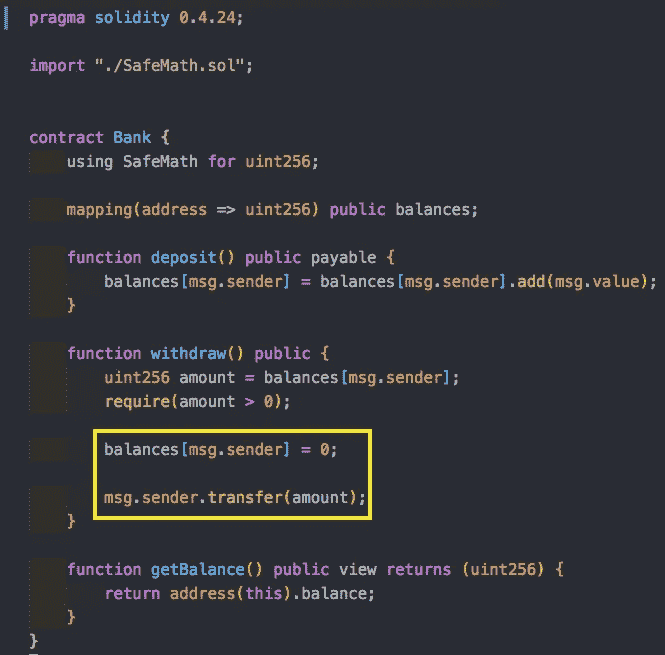 pragma solidity 0.4.24;
import "./SafeMath.sol";
contract Bank {
using SafeMath for uint256;
mapping(address => uint256) public balances;
function deposit() public payable {
balances[msg.sender] = balances[msg.sender].add(msg.value);
}
function withdraw() public {
uint256 amount = balances[msg.sender];
require(amount > 0);
balances[msg.sender] = 0;
msg.sender.transfer(amount);
}
function getBalance() public view returns (uint256) {
return address(this).balance;
}
}